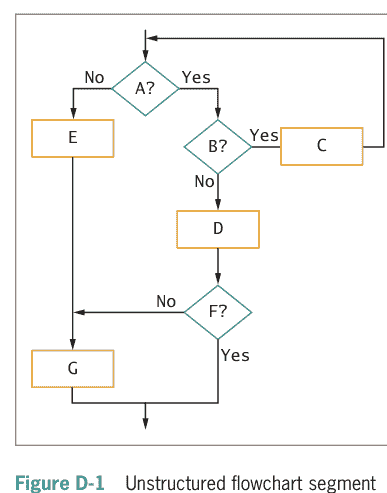 No
A?
Yes
E
B?
Yes
C
No
D
No
F?
Yes
G
Figure D-1 Unstructured flowchart segment